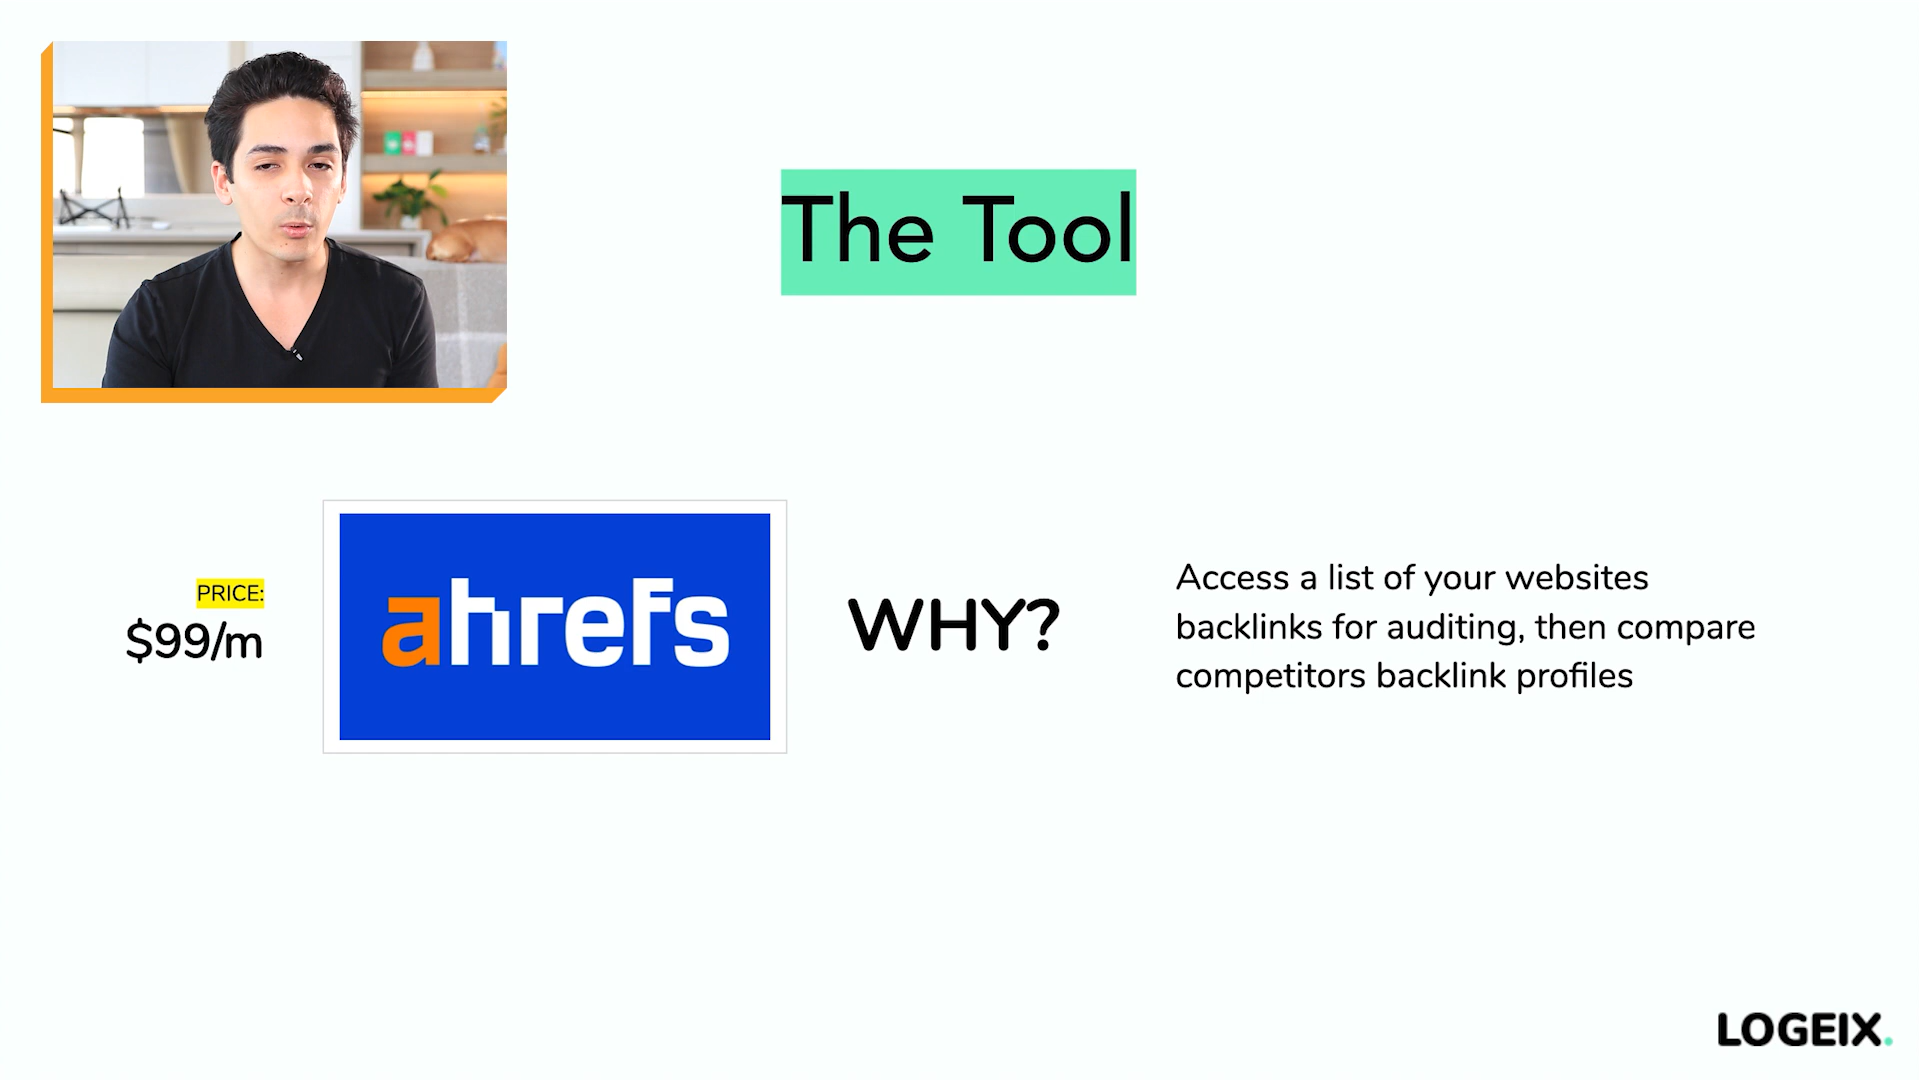 The Tool
PRICE:
$99/m
ahrefs
WHY?
Access a list of your websites
backlinks for auditing, then compare
competitors backlink profiles
LOGEIX.